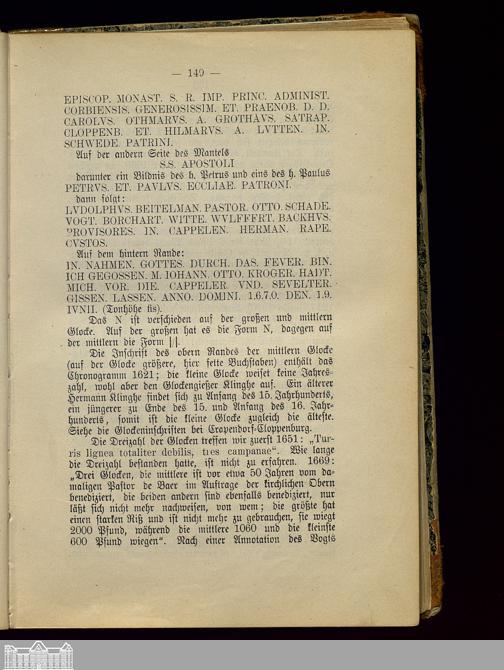 — 149 —
EPISCOP. MONAST. S. R. IMP. PRINC. ADMINIST.
CORBIENSIS. GENEROSISSIM. ET. PRAENOB. D. D.
CAROLVS. OTHMARVS. A. GROTHAVS. SATRAP.
CLOPPENB. ET. HILMARVS. A. LVTTEN. IN.
SCHWEDE. PATRINI.
Auf der andern Seite des Mantels
S.S. APOSTOLI
darunter ein Bildnis des h. Petrus und eins des h. Paulus
PETRVS. ET. PAVLVS. ECCLIAE. PATRONI.
dann folgt:
LVDOLPHVS. BEITELMAN. PASTOR. OTTO. SCHADE.
VOGT. BORCHART. WITTE. WVLFFFRT. BACKHVS.
PROVISORES. IN. CAPPELEN. HERMAN. RAPE.
CVSTOS.
Auf dem hintern Rande:
IN. NAHMEN. GOTTES. DURCH. DAS. FEVER. BIN.
ICH GEGOSSEN. M. IOHANN. OTTO. KROGER. HADT.
MICH. VOR. DIE. CAPPELER. VND. SEVELTER.
GISSEN. LASSEN. ANNO. DOMINI. 1.6.7.0. DEN. 1.9.
IVNII. (Tonhöhe fis).
Das N ist verschieden auf der großen und mittlern
Glocke. Auf der großen hat es die Form N, dagegen auf
der mittlern die Form
Die Inschrift des obern Randes der mittlern Glocke
(auf der Glocke größere, hier fette Buchstaben) enthält das
Chronogramm 1621; die kleine Glocke weiset keine Jahres-
zahl, wohl aber den Glockengießer Klinghe auf. Ein älterer
Hermann Klinghe findet sich zu Anfang des 15. Jahrhunderts,
ein jüngerer zu Ende des 15. und Anfang des 16. Jahr-
hunderts, somit ist die kleine Glocke zugleich die älteste.
Siehe die Glockeninschriften bei Crapendorf-Cloppenburg.
Die Dreizahl der Glocken treffen wir zuerst 1651: „Tur-
ris lignea totaliter debilis, tres campanae“. Wie lange
die Dreizahl bestanden hatte, ist nicht zu erfahren. 1669:
„Drei Glocken, die mittlere ist vor etwa 50 Jahren vom da-
maligen Pastor de Baer im Auftrage der kirchlichen Obern
benediziert, die beiden andern sind ebenfalls benediziert, nur
läßt sich nicht mehr nachweisen, von wem; die größte hat
einen starken Riß und ist nicht mehr zu gebrauchen, sie wiegt
2000 Pfund, während die mittlere 1060 und die kleinste
600 Pfund wiegen“. Nach einer Annotation des Vogts